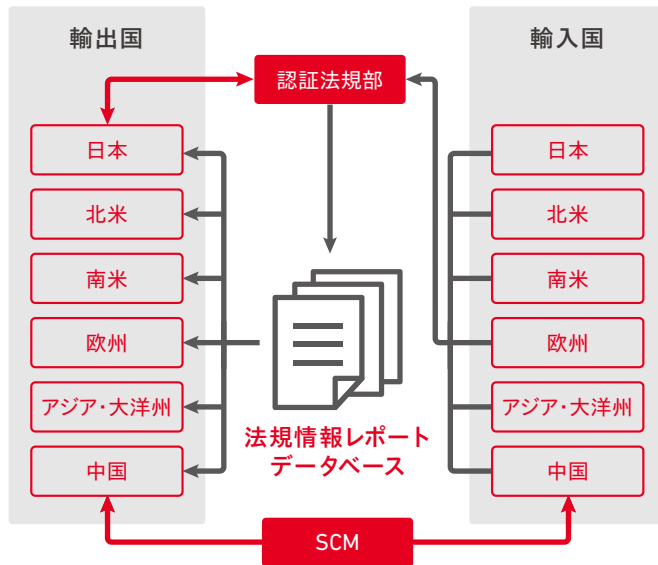 輸出国
日本
北米
南米
欧州
アジア・大洋州
中国
認証法規部
法規情報レポート
データベース
SCM
輸入国
日本
北米
南米
欧州
アジア・大洋州
中国